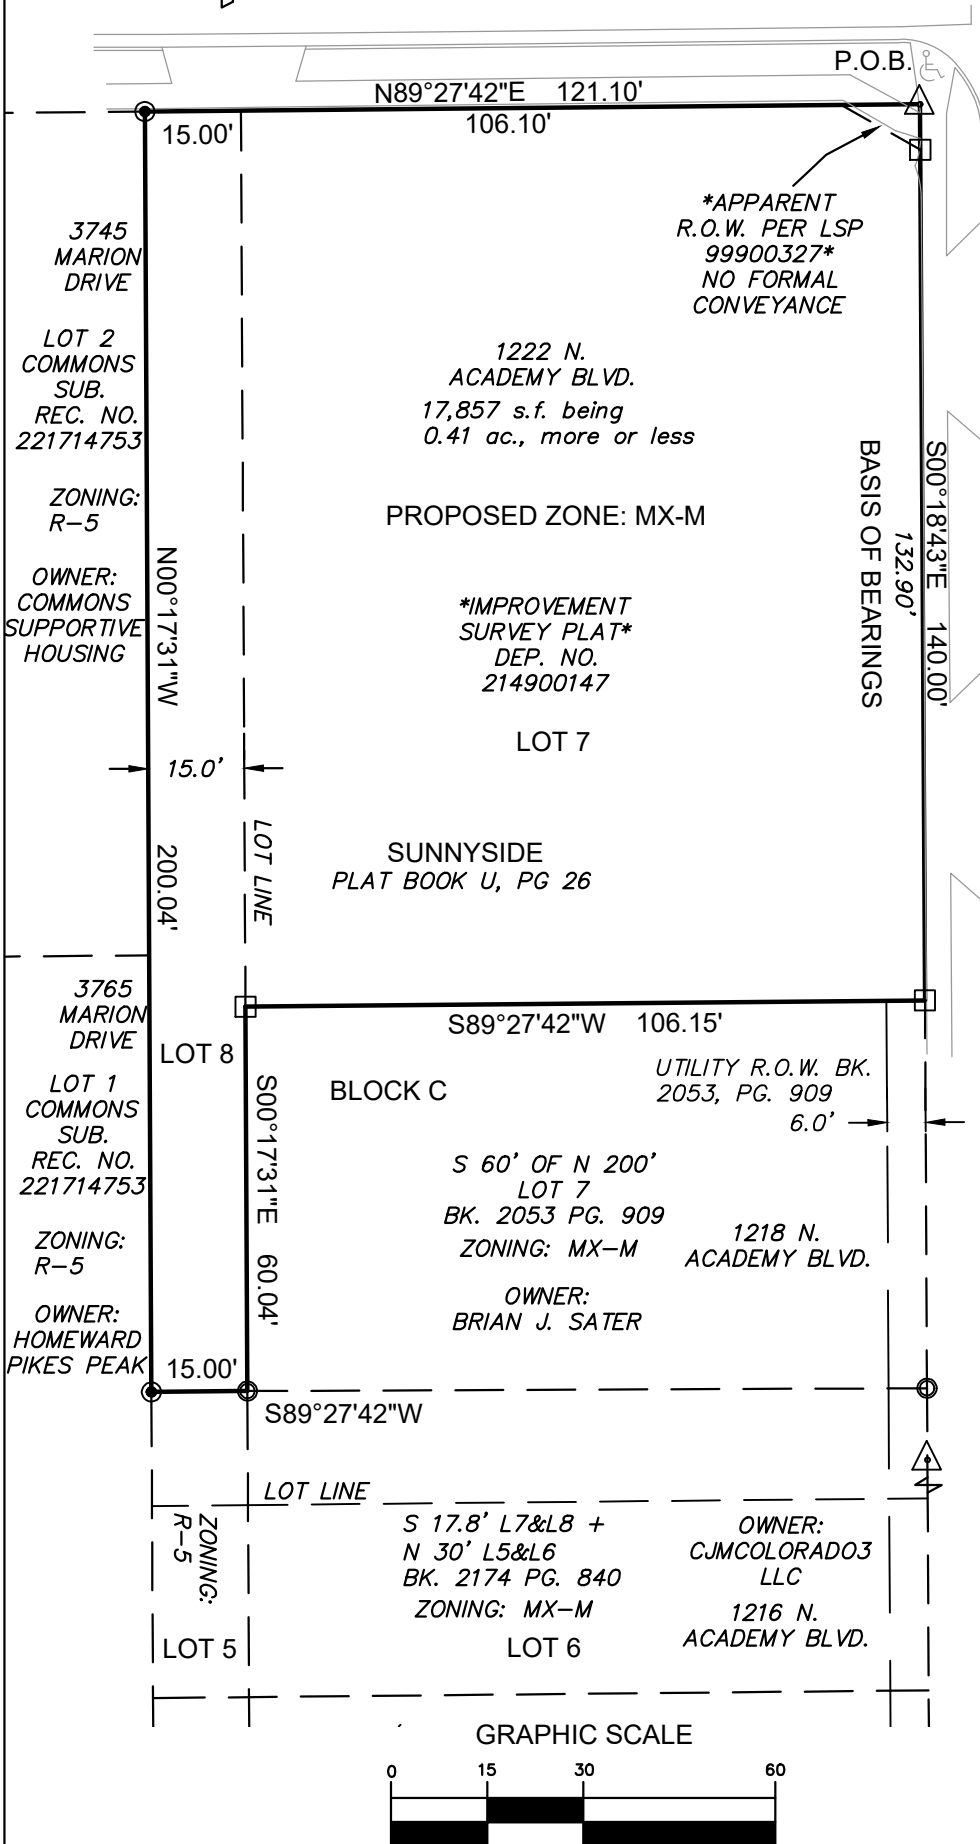 P.O.B.
N89°27'42"E 121.10'
15.00'
106.10'
*APPARENT
R.O.W. PER LSP
99900327*
NO FORMAL
CONVEYANCE
3745
MARION
DRIVE
LOT 2
COMMONS
SUB.
REC. NO.
221714753
ZONING:
R-5
OWNER:
COMMONS
SUPPORTIVE
HOUSING
N00°17'31"W 200.04'
15.0'
LOT LINE
1222 N.
ACADEMY BLVD.
17,857 s.f. being
0.41 ac., more or less
PROPOSED ZONE: MX-M
*IMPROVEMENT
SURVEY PLAT*
DEP. NO.
214900147
LOT 7
SUNNYSIDE
PLAT BOOK U, PG 26
S00°18'43"E 140.00'
132.90'
BASIS OF BEARINGS
3765
MARION
DRIVE
LOT 1
COMMONS
SUB.
REC. NO.
221714753
ZONING:
R-5
OWNER:
HOMEWARD
PIKES PEAK
LOT 8
S89°27'42"W 106.15'
S00°17'31"E 60.04'
BLOCK C
UTILITY R.O.W. BK.
2053, PG. 909
6.0'
S 60' OF N 200'
LOT 7
BK. 2053 PG. 909
ZONING: MX-M
OWNER:
BRIAN J. SATER
1218 N.
ACADEMY BLVD.
15.00'
S89°27'42"W
LOT LINE
ZONING:
R-5
S 17.8' L7&L8 +
N 30' L5&L6
BK. 2174 PG. 840
ZONING: MX-M
OWNER:
CJMCOLORADO3
LLC
1216 N.
ACADEMY BLVD.
LOT 5
LOT 6
GRAPHIC SCALE
0 15 30 60